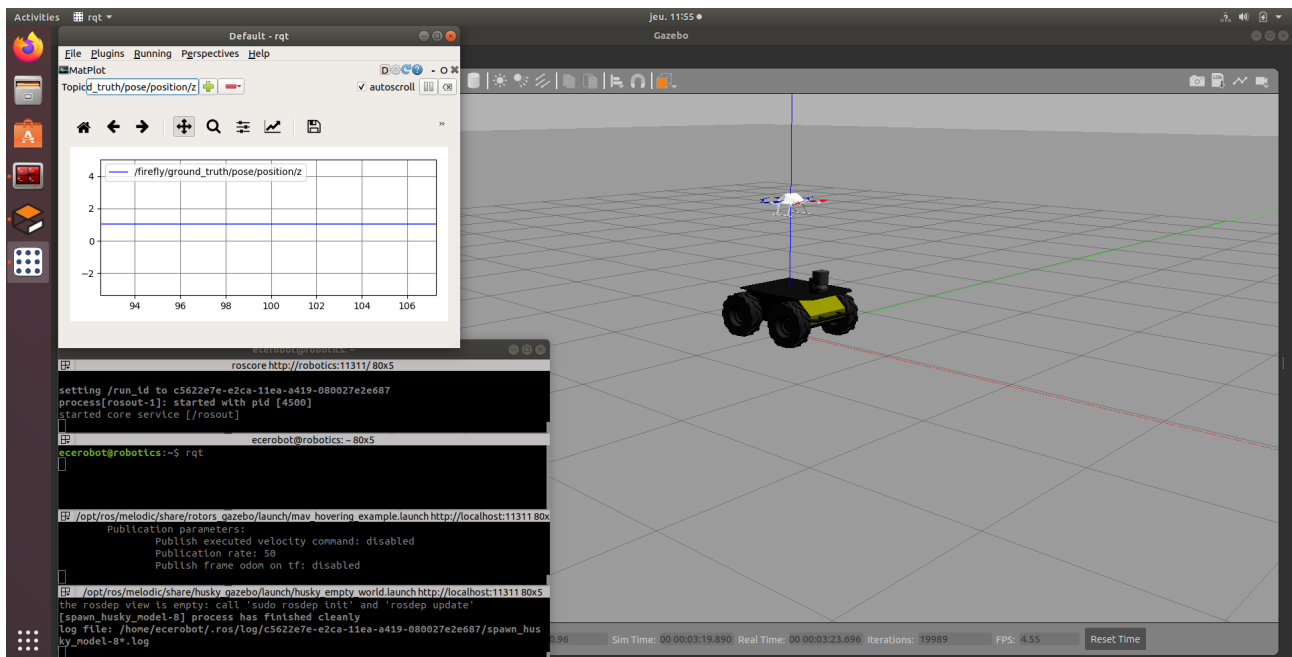 Activities rqt jeu. 11:55
Default - rqt
Gazebo
File Plugins Running Perspectives Help
MatPlot D - O
Topic d_truth/pose/position/z autoscroll
»
/firefly/ground_truth/pose/position/z
4
2
0
−2
94 96 98 100 102 104 106
ecerobot@robotics: ~
roscore http://robotics:11311/ 80x5
setting /run_id to c5622e7e-e2ca-11ea-a419-080027e2e687
process[rosout-1]: started with pid [4500]
started core service [/rosout]
ecerobot@robotics: ~ 80x5
ecerobot@robotics:~$ rqt
/opt/ros/melodic/share/rotors_gazebo/launch/mav_hovering_example.launch http://localhost:11311 80x
Publication parameters:
Publish executed velocity command: disabled
Publication rate: 50
Publish frame odom on tf: disabled
/opt/ros/melodic/share/husky_gazebo/launch/husky_empty_world.launch http://localhost:11311 80x5
the rosdep view is empty: call 'sudo rosdep init' and 'rosdep update'
[spawn_husky_model-8] process has finished cleanly
log file: /home/ecerobot/.ros/log/c5622e7e-e2ca-11ea-a419-080027e2e687/spawn_hus
ky_model-8*.log
0.96 Sim Time: 00 00:03:19.890 Real Time: 00 00:03:23.696 Iterations: 19989 FPS: 4.55 Reset Time